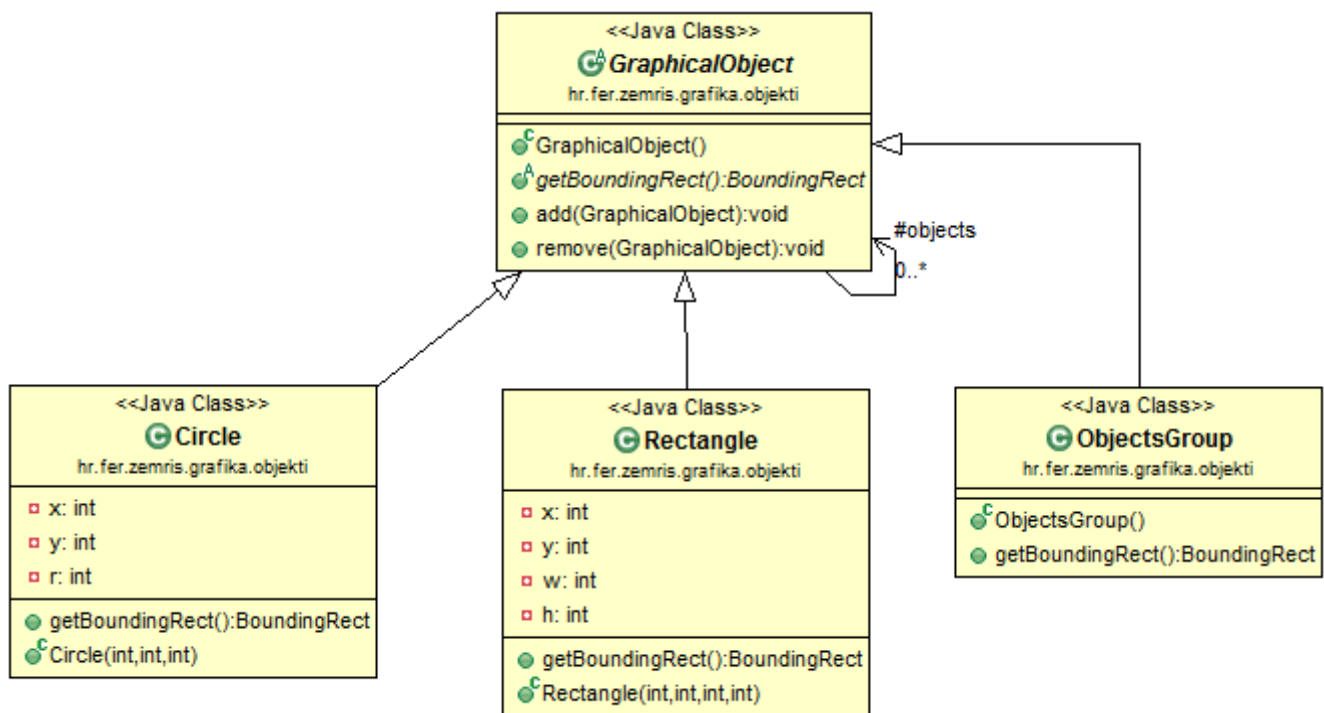 <<Java Class>>
GraphicalObject
hr.fer.zemris.grafika.objekti
GraphicalObject()
getBoundingRect():BoundingRect
add(GraphicalObject):void
remove(GraphicalObject):void
#objects
0..*
<<Java Class>>
Circle
hr.fer.zemris.grafika.objekti
x: int
y: int
r: int
getBoundingRect():BoundingRect
Circle(int,int,int)
<<Java Class>>
Rectangle
hr.fer.zemris.grafika.objekti
x: int
y: int
w: int
h: int
getBoundingRect():BoundingRect
Rectangle(int,int,int,int)
<<Java Class>>
ObjectsGroup
hr.fer.zemris.grafika.objekti
ObjectsGroup()
getBoundingRect():BoundingRect